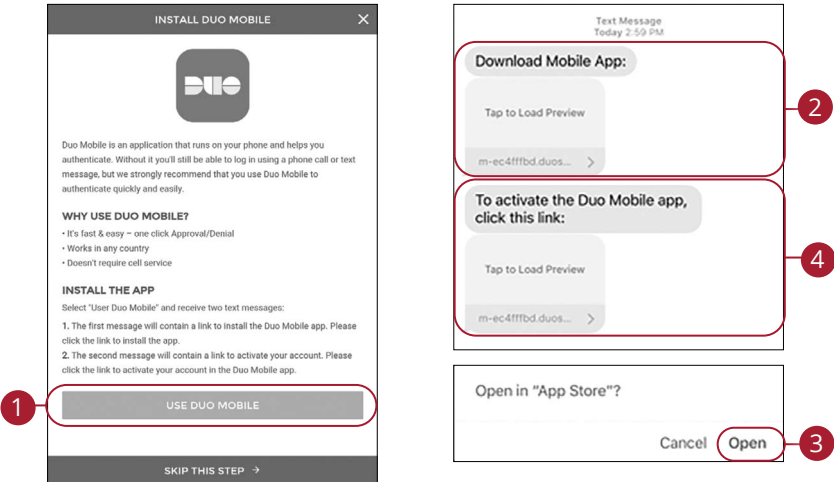 INSTALL DUO MOBILE ×
DUO
Duo Mobile is an application that runs on your phone and helps you
authenticate. Without it you'll still be able to log in using a phone call or text
message, but we strongly recommend that you use Duo Mobile to
authenticate quickly and easily.
WHY USE DUO MOBILE?
• It's fast & easy – one click Approval/Denial
• Works in any country
• Doesn't require cell service
INSTALL THE APP
Select "User Duo Mobile" and receive two text messages:
1. The first message will contain a link to install the Duo Mobile app. Please
click the link to install the app.
2. The second message will contain a link to activate your account. Please
click the link to activate your account in the Duo Mobile app.
1
USE DUO MOBILE
SKIP THIS STEP →
Text Message
Today 2:59 PM
Download Mobile App:
Tap to Load Preview
m-ec4fffbd.duos... >
2
To activate the Duo Mobile app,
click this link:
Tap to Load Preview
m-ec4fffbd.duos... >
4
Open in "App Store"?
Cancel Open
3